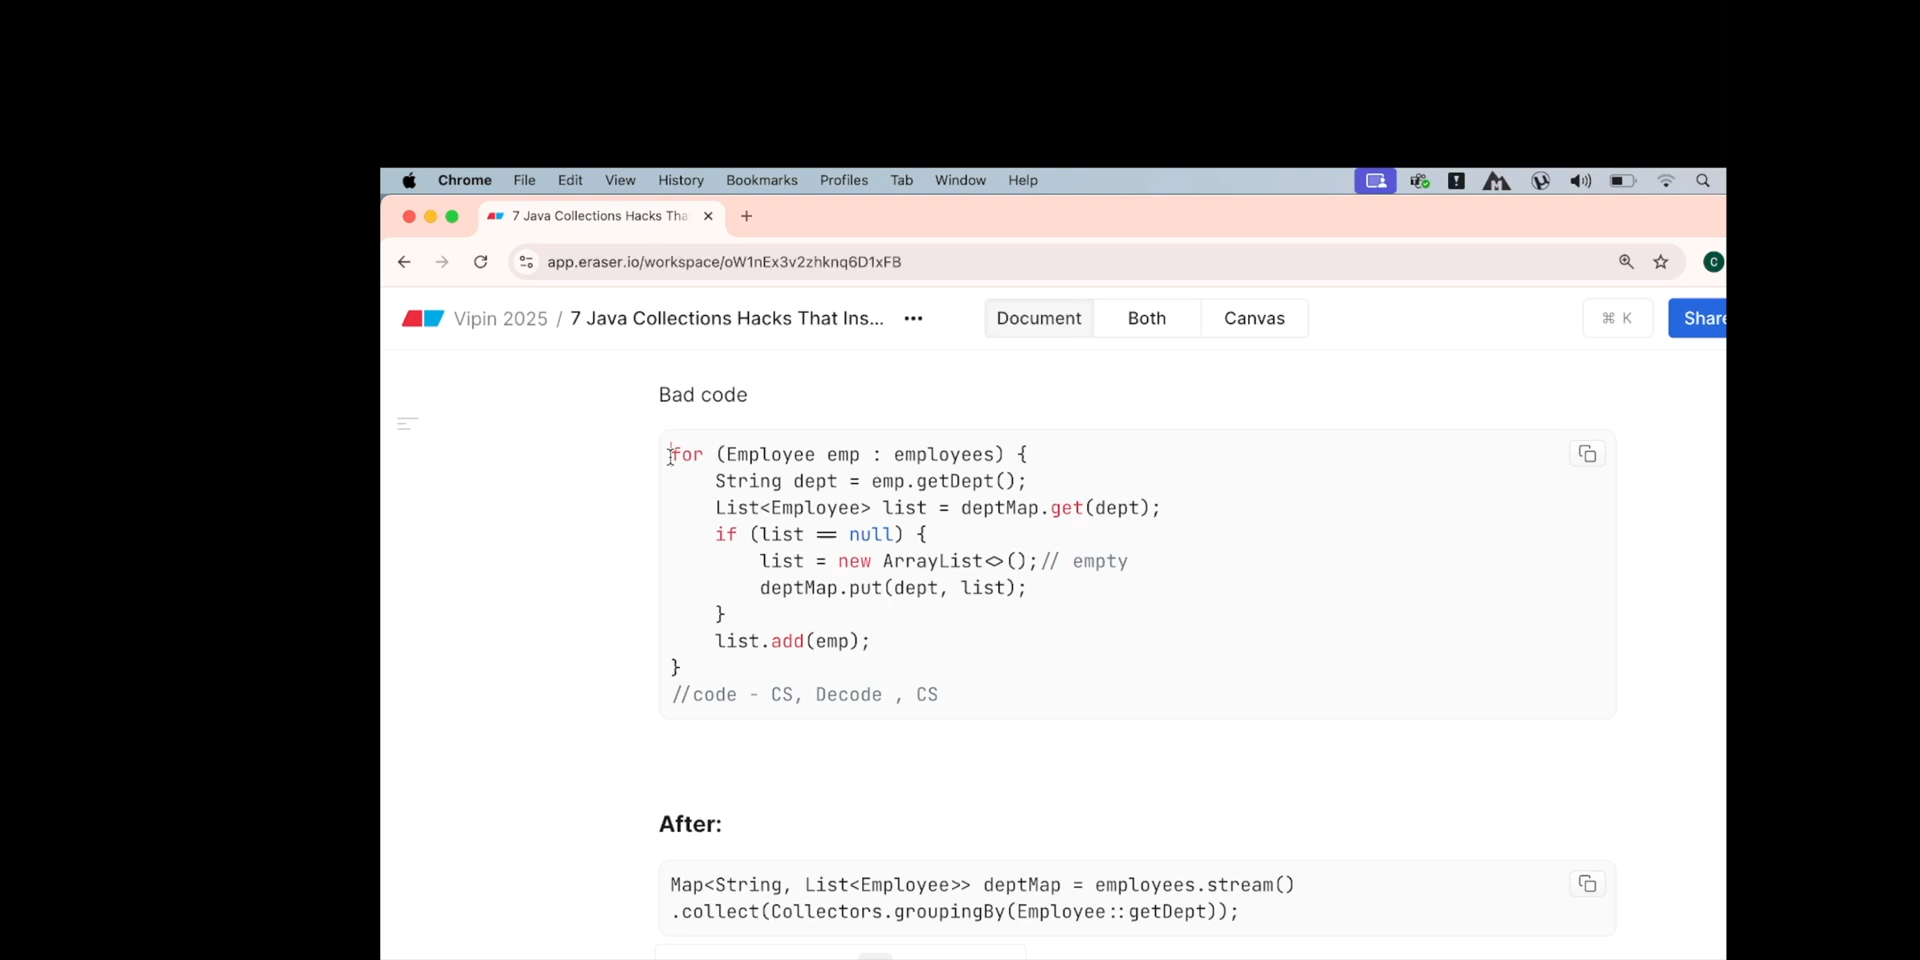 Chrome File Edit View History Bookmarks Profiles Tab Window Help
7 Java Collections Hacks Tha
app.eraser.io/workspace/oW1nEx3v2zhknq6D1xFB
C
Vipin 2025 / 7 Java Collections Hacks That Ins... ••• Document Both Canvas ⌘ K Share
Bad code
for (Employee emp : employees) {
    String dept = emp.getDept();
    List<Employee> list = deptMap.get(dept);
    if (list == null) {
        list = new ArrayList<>();// empty
        deptMap.put(dept, list);
    }
    list.add(emp);
}
//code - CS, Decode , CS
After:
Map<String, List<Employee>> deptMap = employees.stream()
.collect(Collectors.groupingBy(Employee::getDept));